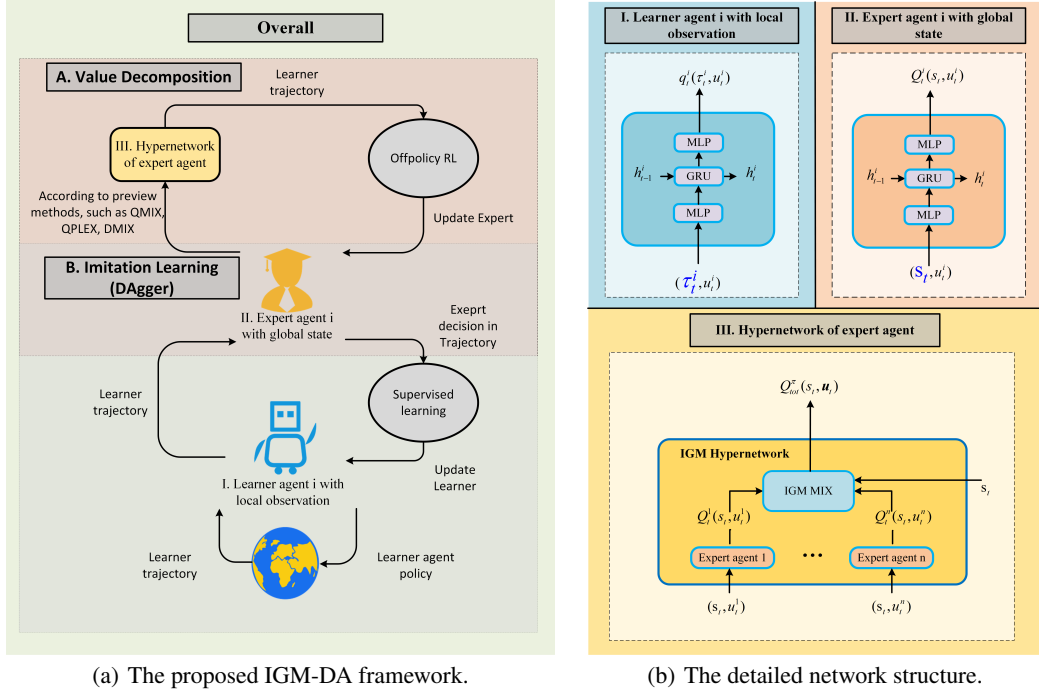 Overall
A. Value Decomposition
Learner
trajectory
III. Hypernetwork
of expert agent
Offpolicy RL
According to preview
methods, such as QMIX,
QPLEX, DMIX
Update Expert
B. Imitation Learning
(DAgger)
II. Expert agent i
with global state
Exeprt
decision in
Trajectory
Learner
trajectory
Supervised
learning
Update
Learner
I. Learner agent i with
local observation
Learner
trajectory
Learner agent
policy
(a) The proposed IGM-DA framework.
I. Learner agent i with local
observation
q_t^i(τ_t^i, u_t^i)
MLP
h_{t-1}^i
GRU
h_t^i
MLP
(τ_t^i, u_t^i)
II. Expert agent i with global
state
Q_t^i(s_t, u_t^i)
MLP
h_{t-1}^i
GRU
h_t^i
MLP
(s_t, u_t^i)
III. Hypernetwork of expert agent
Q_{tot}^π(s_t, u_t)
IGM Hypernetwork
IGM MIX
s_t
Q_t^1(s_t, u_t^1)
Q_t^n(s_t, u_t^n)
Expert agent 1
...
Expert agent n
(s_t, u_t^1)
(s_t, u_t^n)
(b) The detailed network structure.